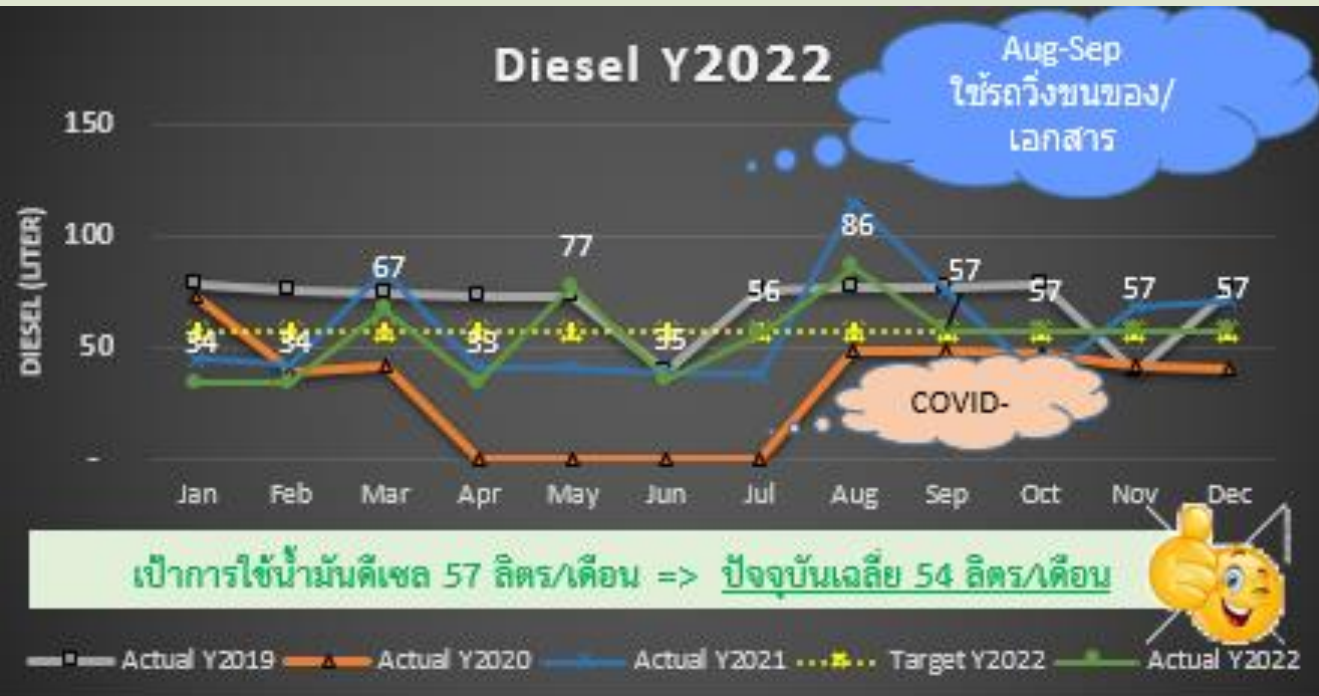 Diesel Y2022
Aug-Sep
ใช้รถวิ่งขนของ/
เอกสาร
150
100
50
-
DIESEL (LITER)
34
34
67
33
77
35
56
86
57
57
57
57
COVID-
Jan Feb Mar Apr May Jun Jul Aug Sep Oct Nov Dec
เป้าการใช้น้ำมันดีเซล 57 ลิตร/เดือน => ปัจจุบันเฉลี่ย 54 ลิตร/เดือน
Actual Y2019 Actual Y2020 Actual Y2021 Target Y2022 Actual Y2022